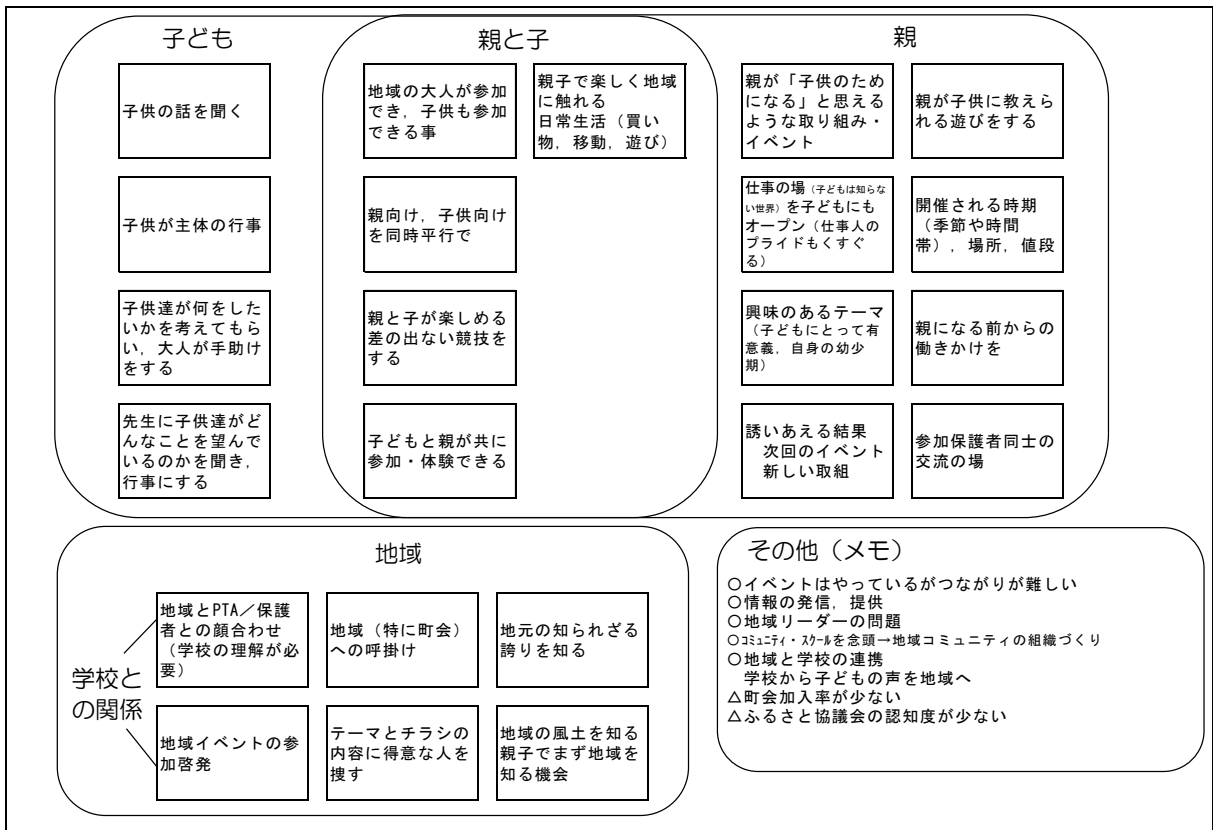 子ども
子供の話を聞く
子供が主体の行事
子供達が何をした
いかを考えてもら
い，大人が手助け
をする
先生に子供達がど
んなことを望んで
いるのかを聞き，
行事にする
親と子
地域の大人が参加
でき，子供も参加
できる事
親子で楽しく地域
に触れる
日常生活（買い
物，移動，遊び）
親向け，子供向け
を同時平行で
親と子が楽しめる
差の出ない競技を
する
子どもと親が共に
参加・体験できる
親
親が「子供のため
になる」と思える
ような取り組み・
イベント
親が子供に教えら
れる遊びをする
仕事の場（子どもは知らな
い世界）を子どもにも
オープン（仕事人の
プライドもくすぐ
る）
開催される時期
（季節や時間
帯），場所，値段
興味のあるテーマ
（子どもにとって有
意義，自身の幼少
期）
親になる前からの
働きかけを
誘いあえる結果
次回のイベント
新しい取組
参加保護者同士の
交流の場
地域
学校と
の関係
地域とPTA／保護
者との顔合わせ
（学校の理解が必
要）
地域（特に町会）
への呼掛け
地元の知られざる
誇りを知る
地域イベントの参
加啓発
テーマとチラシの
内容に得意な人を
捜す
地域の風土を知る
親子でまず地域を
知る機会
その他（メモ）
○イベントはやっているがつながりが難しい
○情報の発信，提供
○地域リーダーの問題
○ｺﾐｭﾆﾃｨ・ｽｸｰﾙを念頭→地域コミュニティの組織づくり
○地域と学校の連携
学校から子どもの声を地域へ
△町会加入率が少ない
△ふるさと協議会の認知度が少ない